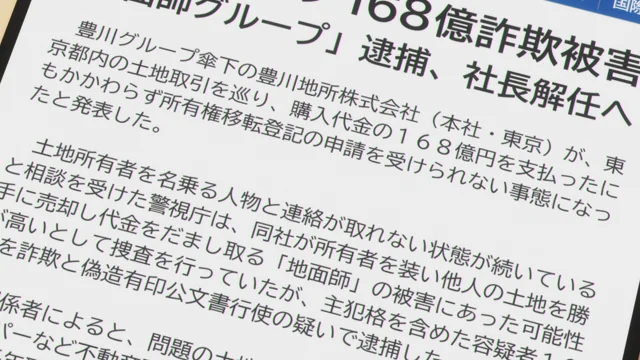 国際
168億詐欺被害
面師グループ」逮捕、社長解任へ
豊川グループ傘下の豊川地所株式会社（本社・東京）が、東
京都内の土地取引を巡り、購入代金の１６８億円を支払ったに
もかかわらず所有権移転登記の申請を受けられない事態になっ
たと発表した。
土地所有者を名乗る人物と連絡が取れない状態が続いている
と相談を受けた警視庁は、同社が所有者を装い他人の土地を勝
手に売却し代金をだまし取る「地面師」の被害にあった可能性
が高いとして捜査を行っていたが、主犯格を含めた容疑者
を詐欺と偽造有印公文書行使の疑いで逮捕した
係者によると、問題の土地
パーなど不動産